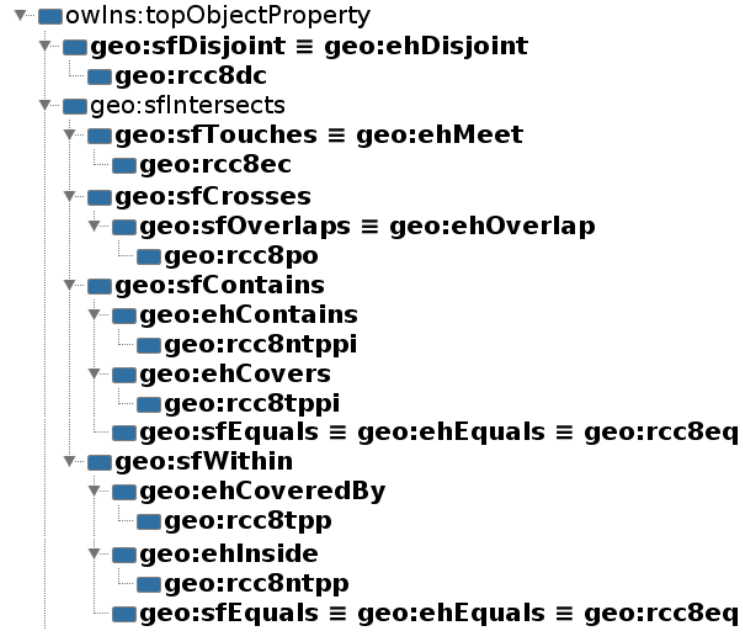 owlns:topObjectProperty
geo:sfDisjoint ≡ geo:ehDisjoint
geo:rcc8dc
geo:sfIntersects
geo:sfTouches ≡ geo:ehMeet
geo:rcc8ec
geo:sfCrosses
geo:sfOverlaps ≡ geo:ehOverlap
geo:rcc8po
geo:sfContains
geo:ehContains
geo:rcc8ntppi
geo:ehCovers
geo:rcc8tppi
geo:sfEquals ≡ geo:ehEquals ≡ geo:rcc8eq
geo:sfWithin
geo:ehCoveredBy
geo:rcc8tpp
geo:ehInside
geo:rcc8ntpp
geo:sfEquals ≡ geo:ehEquals ≡ geo:rcc8eq